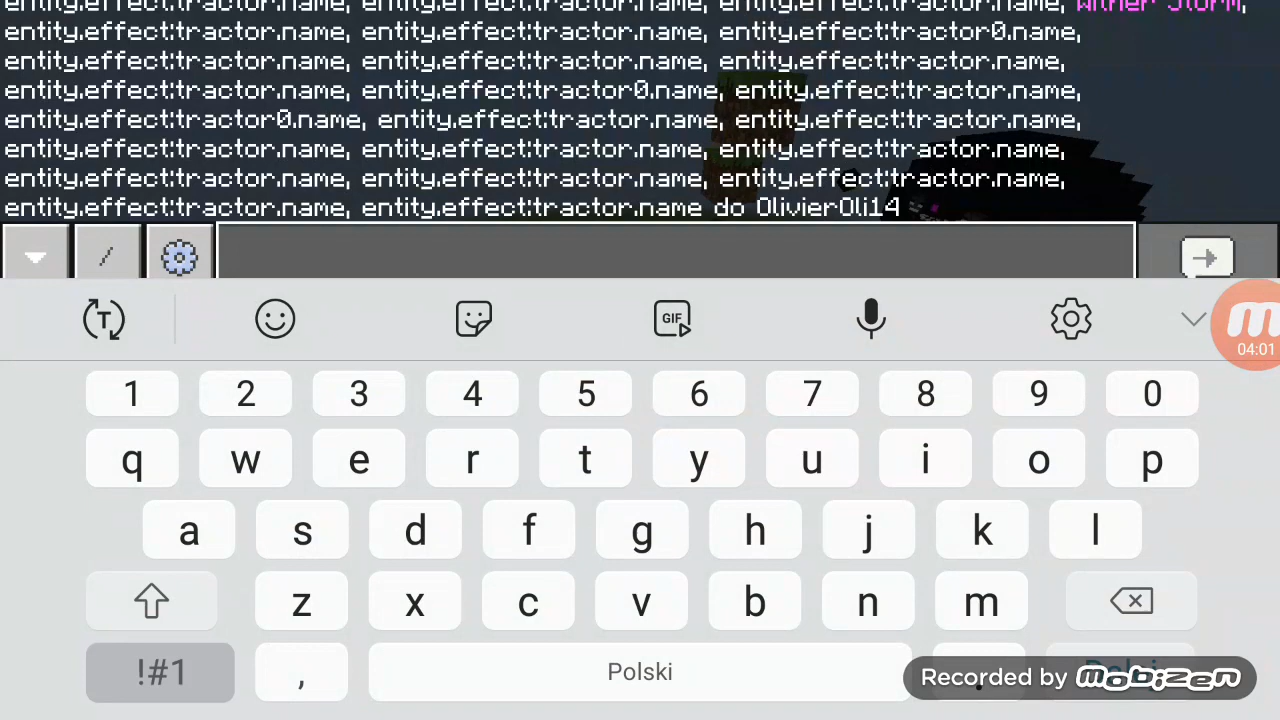 entity.effect:tractor.name, entity.effect:tractor.name, Wither Storm,
entity.effect:tractor.name, entity.effect:tractor.name, entity.effect:tractor0.name,
entity.effect:tractor.name, entity.effect:tractor.name, entity.effect:tractor.name,
entity.effect:tractor.name, entity.effect:tractor0.name, entity.effect:tractor.name,
entity.effect:tractor0.name, entity.effect:tractor.name, entity.effect:tractor.name,
entity.effect:tractor.name, entity.effect:tractor.name, entity.effect:tractor.name,
entity.effect:tractor.name, entity.effect:tractor.name, entity.effect:tractor.name,
entity.effect:tractor.name, entity.effect:tractor.name do OlivierOli14
/
T
GIF
04:01
1 2 3 4 5 6 7 8 9 0
q w e r t y u i o p
a s d f g h j k l
z x c v b n m
!#1 , Polski
Recorded by mobizen